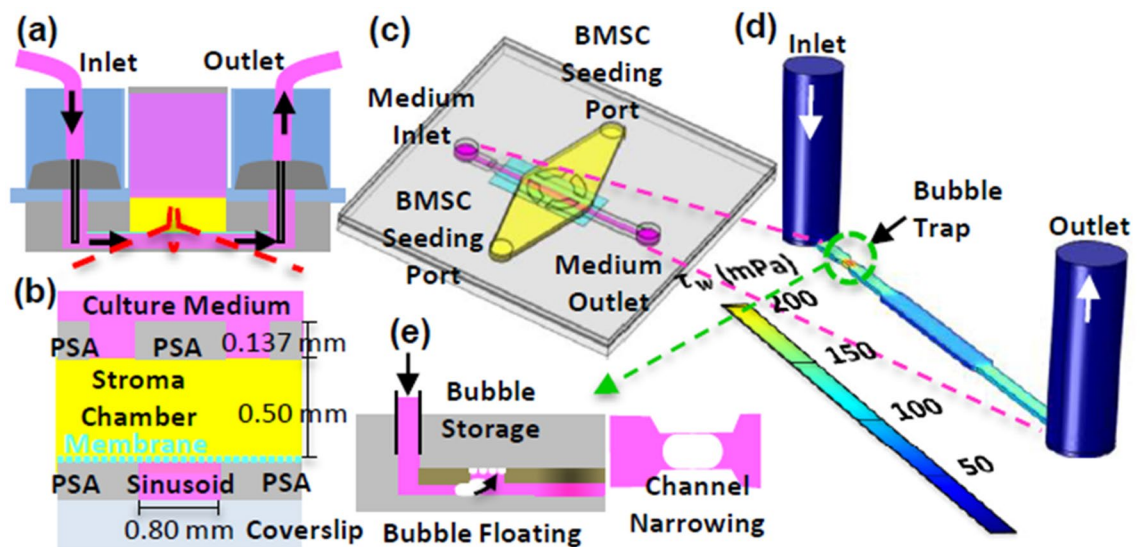 (a)
Inlet
Outlet
(b)
Culture Medium
PSA
PSA
0.137 mm
Stroma
Chamber
0.50 mm
Membrane
PSA
Sinusoid
PSA
0.80 mm
Coverslip
(c)
BMSC
Seeding
Port
Medium
Inlet
BMSC
Seeding
Port
Medium
Outlet
(d)
Inlet
Bubble
Trap
Outlet
τw (mPa)
200
150
100
50
(e)
Bubble
Storage
Bubble Floating
Channel
Narrowing